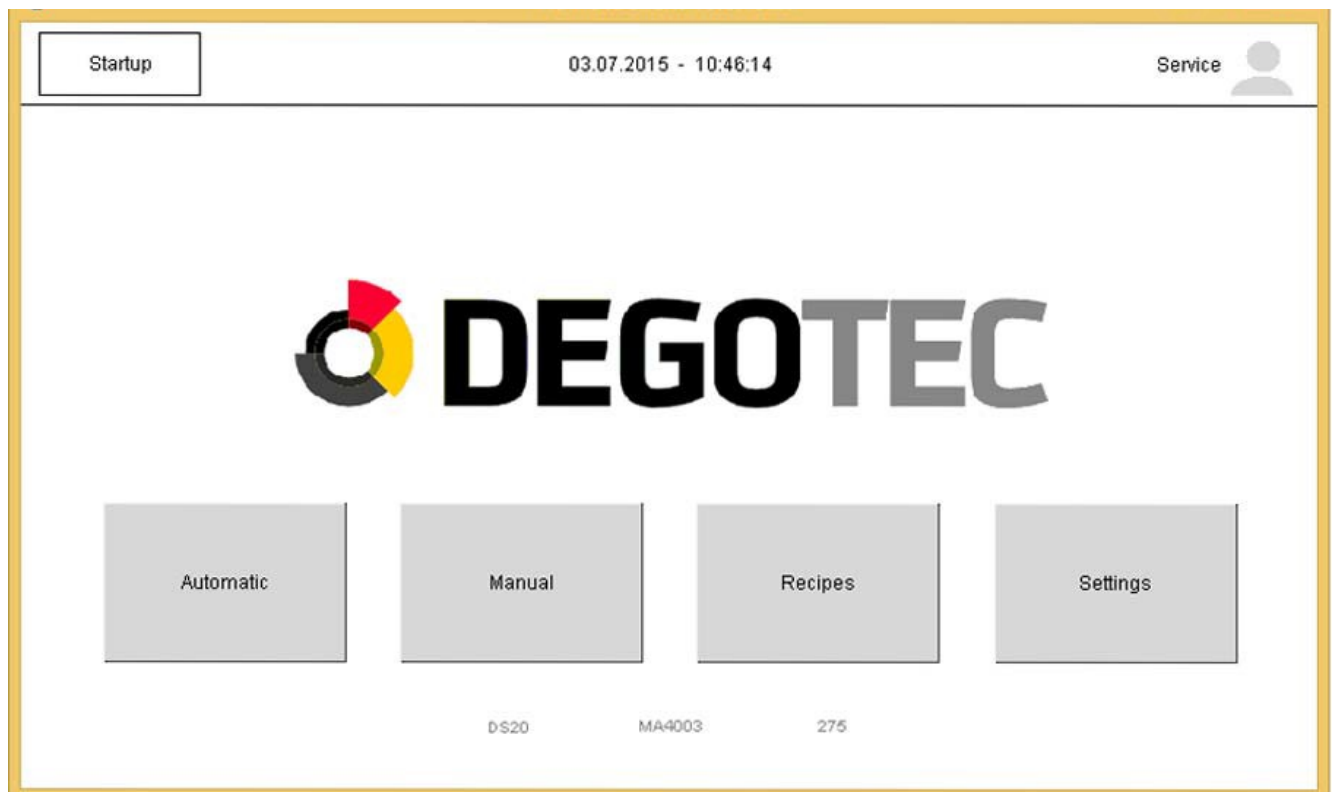 Startup 03.07.2015 - 10:46:14 Service
DEGOTEC
Automatic Manual Recipes Settings
DS20 MA4003 275